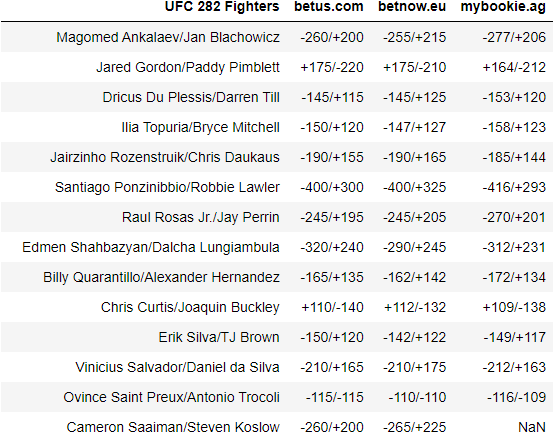 UFC 282 Fighters betus.com betnow.eu mybookie.ag
Magomed Ankalaev/Jan Blachowicz -260/+200 -255/+215 -277/+206
Jared Gordon/Paddy Pimblett +175/-220 +175/-210 +164/-212
Dricus Du Plessis/Darren Till -145/+115 -145/+125 -153/+120
Ilia Topuria/Bryce Mitchell -150/+120 -147/+127 -158/+123
Jairzinho Rozenstruik/Chris Daukaus -190/+155 -190/+165 -185/+144
Santiago Ponzinibbio/Robbie Lawler -400/+300 -400/+325 -416/+293
Raul Rosas Jr./Jay Perrin -245/+195 -245/+205 -270/+201
Edmen Shahbazyan/Dalcha Lungiambula -320/+240 -290/+245 -312/+231
Billy Quarantillo/Alexander Hernandez -165/+135 -162/+142 -172/+134
Chris Curtis/Joaquin Buckley +110/-140 +112/-132 +109/-138
Erik Silva/TJ Brown -150/+120 -142/+122 -149/+117
Vinicius Salvador/Daniel da Silva -210/+165 -210/+175 -212/+163
Ovince Saint Preux/Antonio Trocoli -115/-115 -110/-110 -116/-109
Cameron Saaiman/Steven Koslow -260/+200 -265/+225 NaN